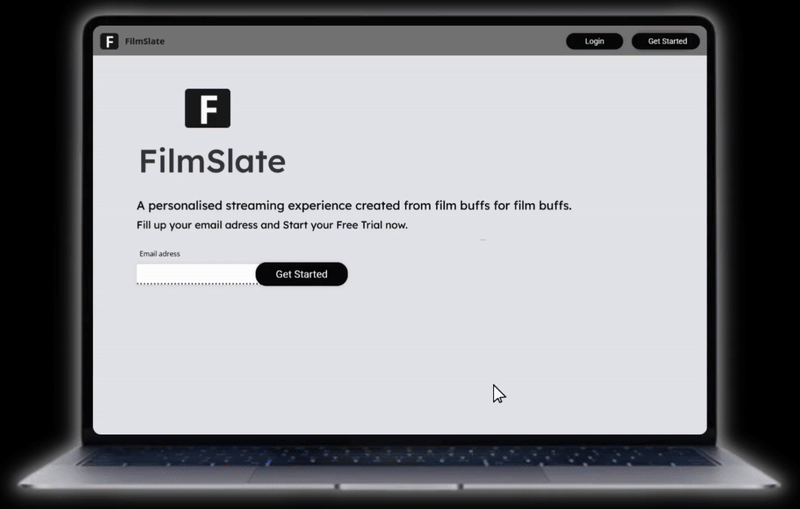 F FilmSlate Login Get Started
F
FilmSlate
A personalised streaming experience created from film buffs for film buffs.
Fill up your email adress and Start your Free Trial now.
Email adress
Get Started